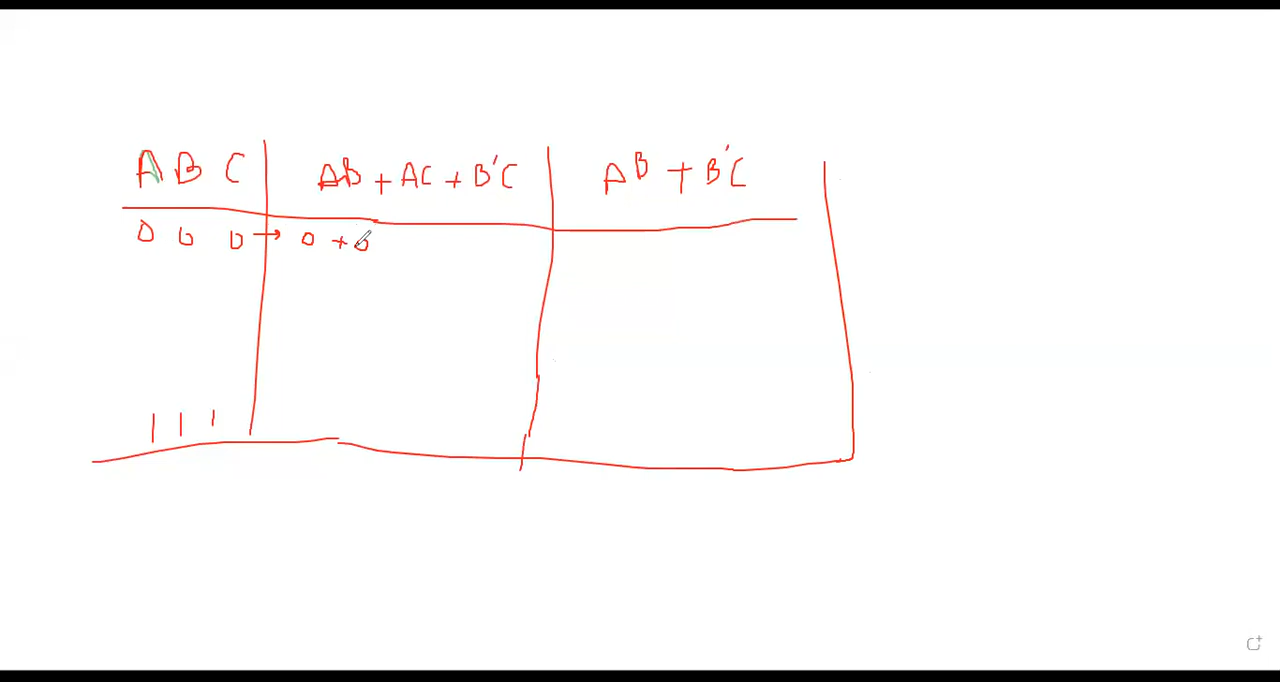 A B C AB + AC + B'C AB + B'C
0 0 0 → 0 + 0
1 1 1